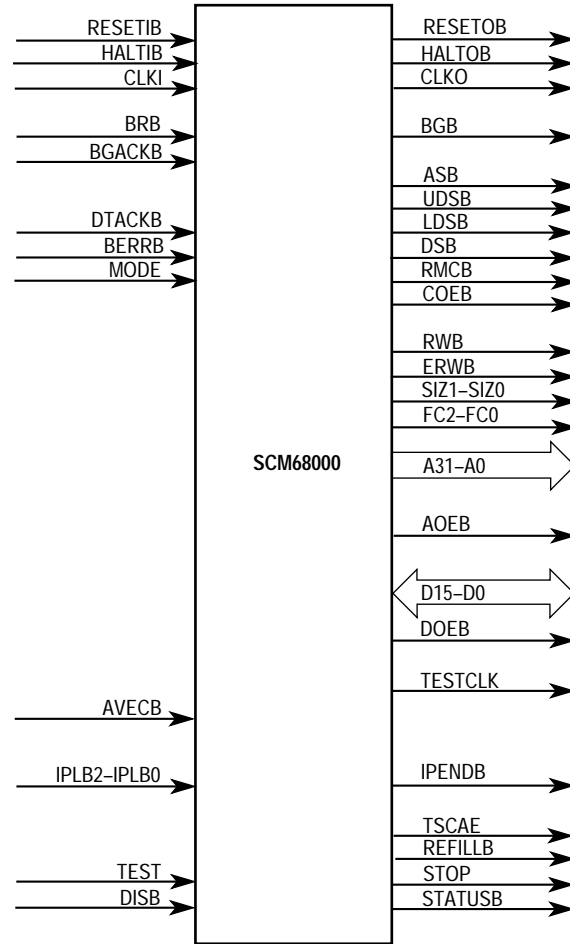 RESETIB
HALTIB
CLKI
BRB
BGACKB
DTACKB
BERRB
MODE
AVECB
IPLB2–IPLB0
TEST
DISB
SCM68000
RESETOB
HALTOB
CLKO
BGB
ASB
UDSB
LDSB
DSB
RMCB
COEB
RWB
ERWB
SIZ1–SIZ0
FC2–FC0
A31–A0
AOEB
D15–D0
DOEB
TESTCLK
IPENDB
TSCAE
REFILLB
STOP
STATUSB